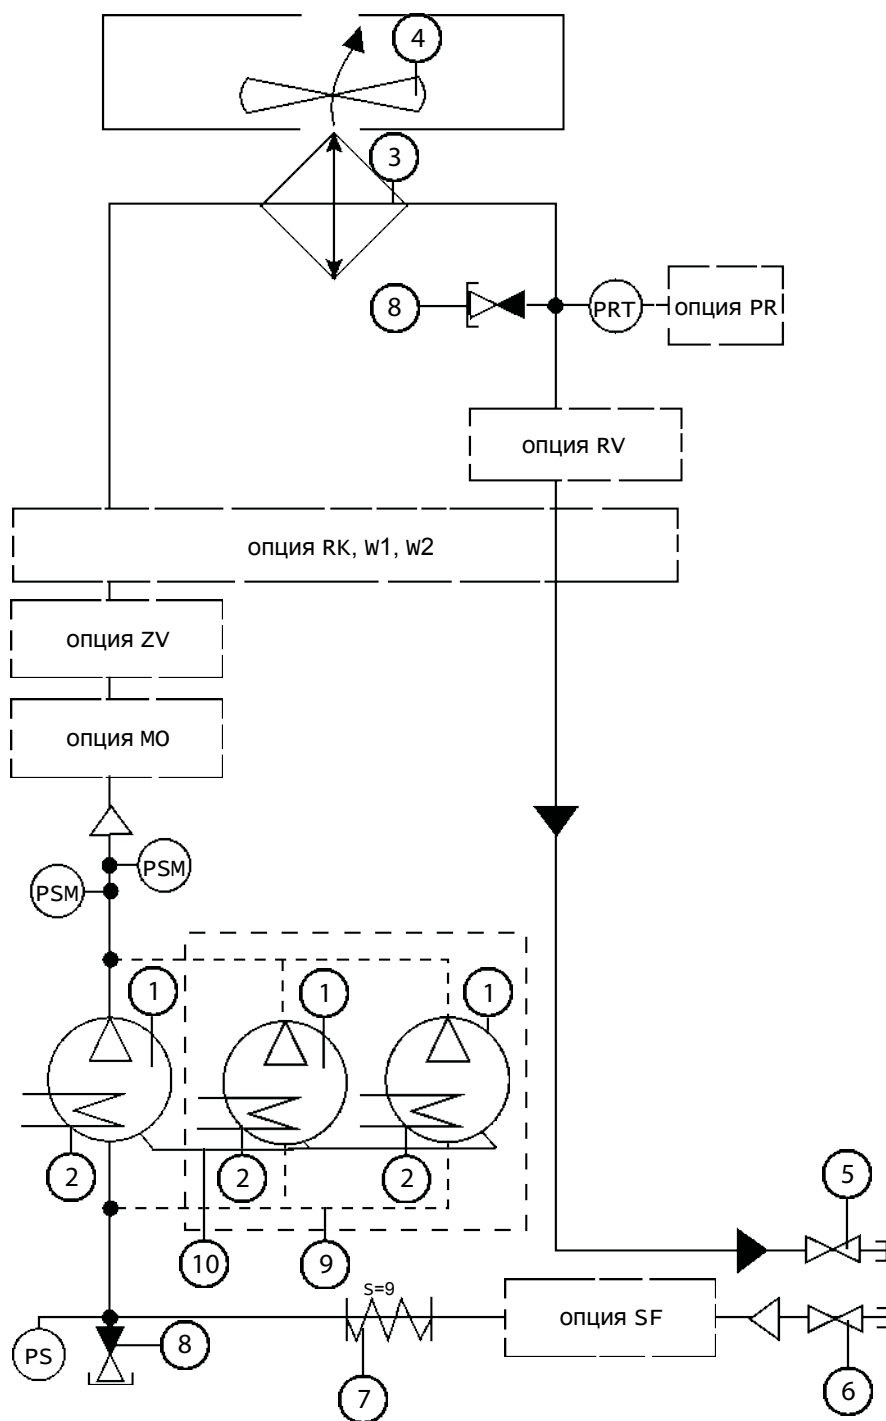 4
3
8
PRT
опция PR
опция RV
опция RK, W1, W2
опция ZV
опция MO
PSM
PSM
1
1
1
2
2
2
10
9
5
s=9
опция SF
PS
8
7
6